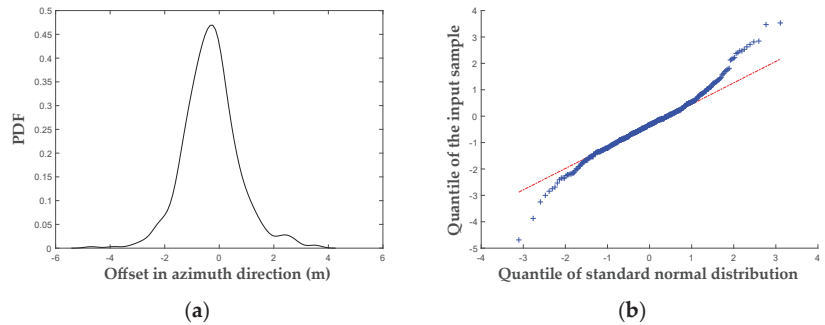 0.5
0.45
0.4
0.35
0.3
0.25
0.2
0.15
0.1
0.05
0
PDF
-6 -4 -2 0 2 4 6
Offset in azimuth direction (m)
(a)
4
3
2
1
0
-1
-2
-3
-4
-5
Quantile of the input sample
-4 -3 -2 -1 0 1 2 3 4
Quantile of standard normal distribution
(b)